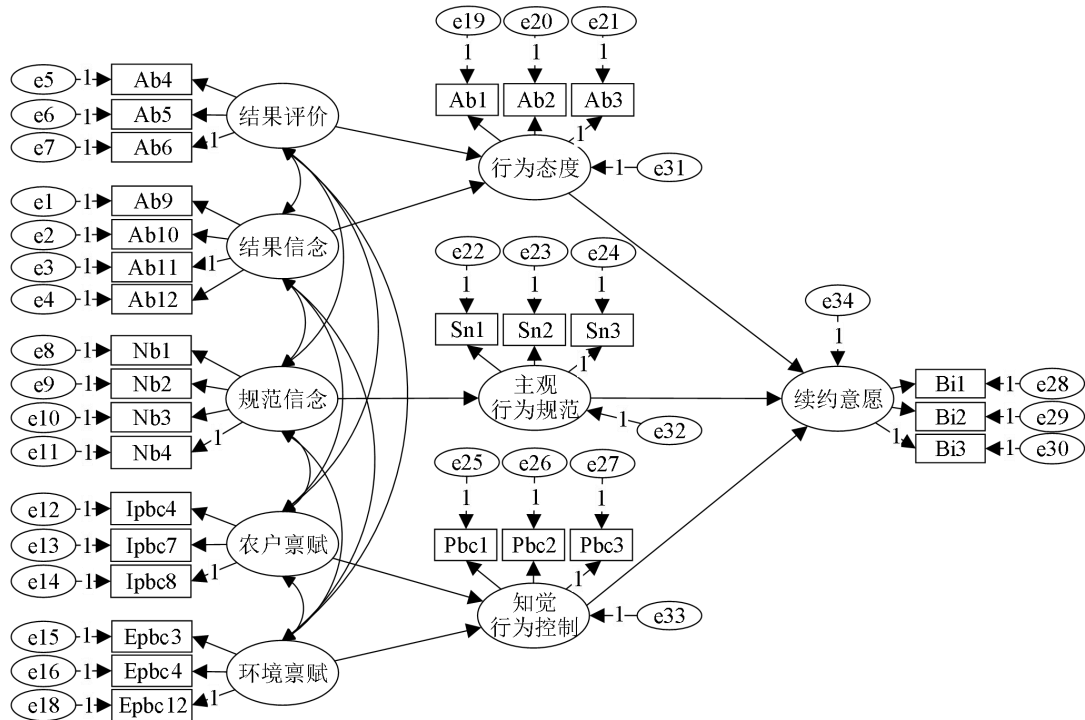 e19
e20
e21
1
1
1
Ab1
Ab2
Ab3
1
e5
1
Ab4
e6
1
Ab5
e7
1
Ab6
1
结果评价
行为态度
1
e31
e1
1
Ab9
e2
1
Ab10
e3
1
Ab11
1
e4
1
Ab12
结果信念
e22
e23
e24
1
1
1
Sn1
Sn2
Sn3
1
e8
1
Nb1
e9
1
Nb2
e10
1
Nb3
e11
1
Nb4
1
规范信念
主观
行为规范
1
e32
e34
1
续约意愿
Bi1
1
e28
Bi2
1
e29
1
Bi3
1
e30
e25
e26
e27
1
1
1
Pbc1
Pbc2
Pbc3
1
e12
1
Ipbc4
e13
1
Ipbc7
e14
1
Ipbc8
1
农户禀赋
知觉
行为控制
1
e33
e15
1
Epbc3
e16
1
Epbc4
e18
1
Epbc12
1
环境禀赋